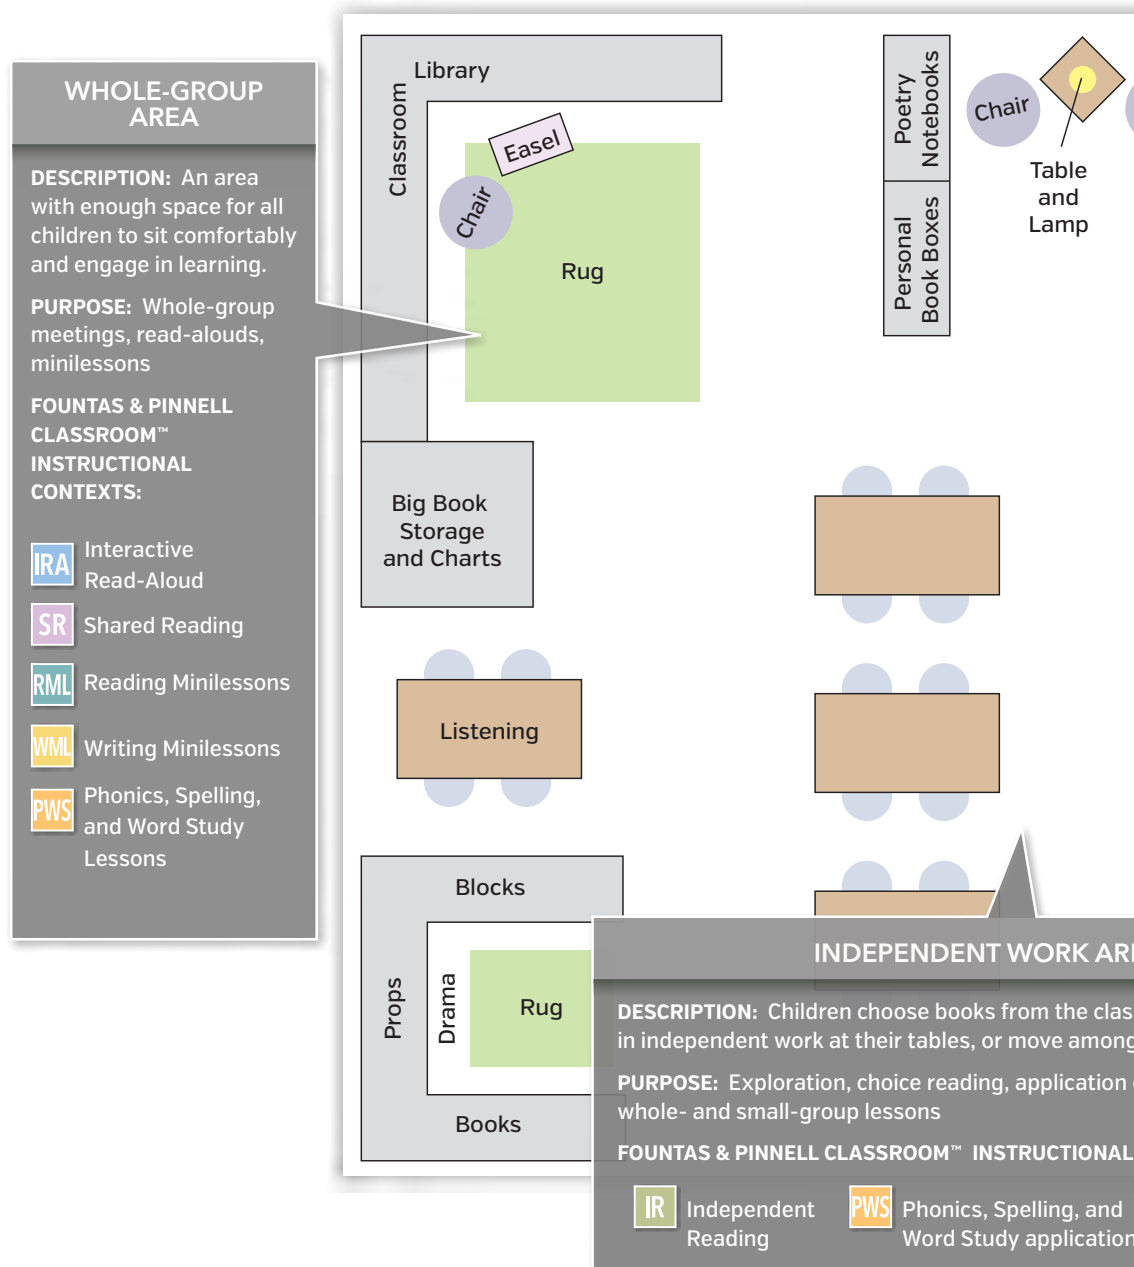 WHOLE-GROUP
AREA
DESCRIPTION: An area
with enough space for all
children to sit comfortably
and engage in learning.
PURPOSE: Whole-group
meetings, read-alouds,
minilessons
FOUNTAS & PINNELL
CLASSROOM™
INSTRUCTIONAL
CONTEXTS:
IRA Interactive
Read-Aloud
SR Shared Reading
RML Reading Minilessons
WML Writing Minilessons
PWS Phonics, Spelling,
and Word Study
Lessons
Classroom
Library
Easel
Chair
Rug
Big Book
Storage
and Charts
Poetry
Notebooks
Personal
Book Boxes
Chair
Table
and
Lamp
Listening
Blocks
Props
Drama
Rug
Books
INDEPENDENT WORK
DESCRIPTION: Children choose books from the
in independent work at their tables, or move among
PURPOSE: Exploration, choice reading, application
whole- and small-group lessons
FOUNTAS & PINNELL CLASSROOM™ INSTRUCTIONAL
IR Independent
Reading
PWS Phonics, Spelling, and
Word Study application